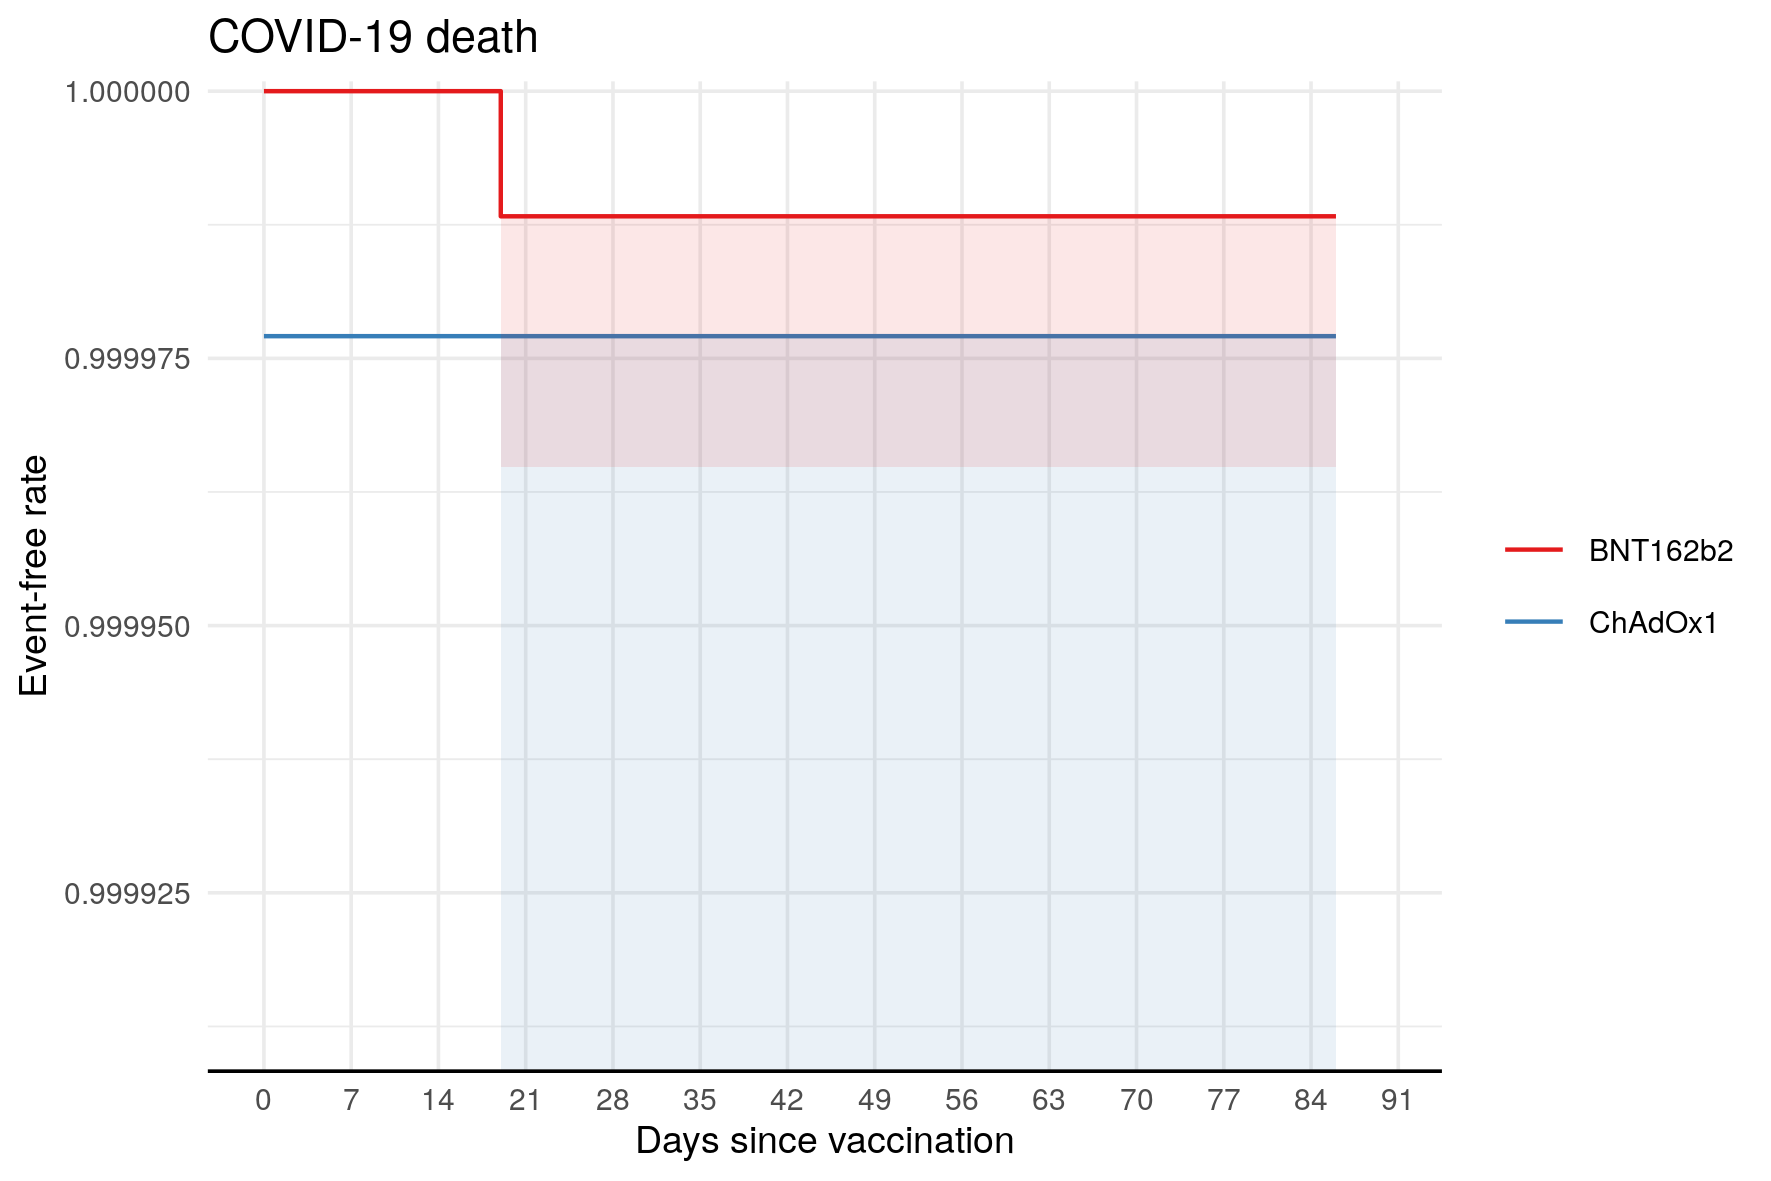 COVID-19 death
1.000000
0.999975
0.999950
0.999925
Event-free rate
0 7 14 21 28 35 42 49 56 63 70 77 84 91
Days since vaccination
BNT162b2
ChAdOx1